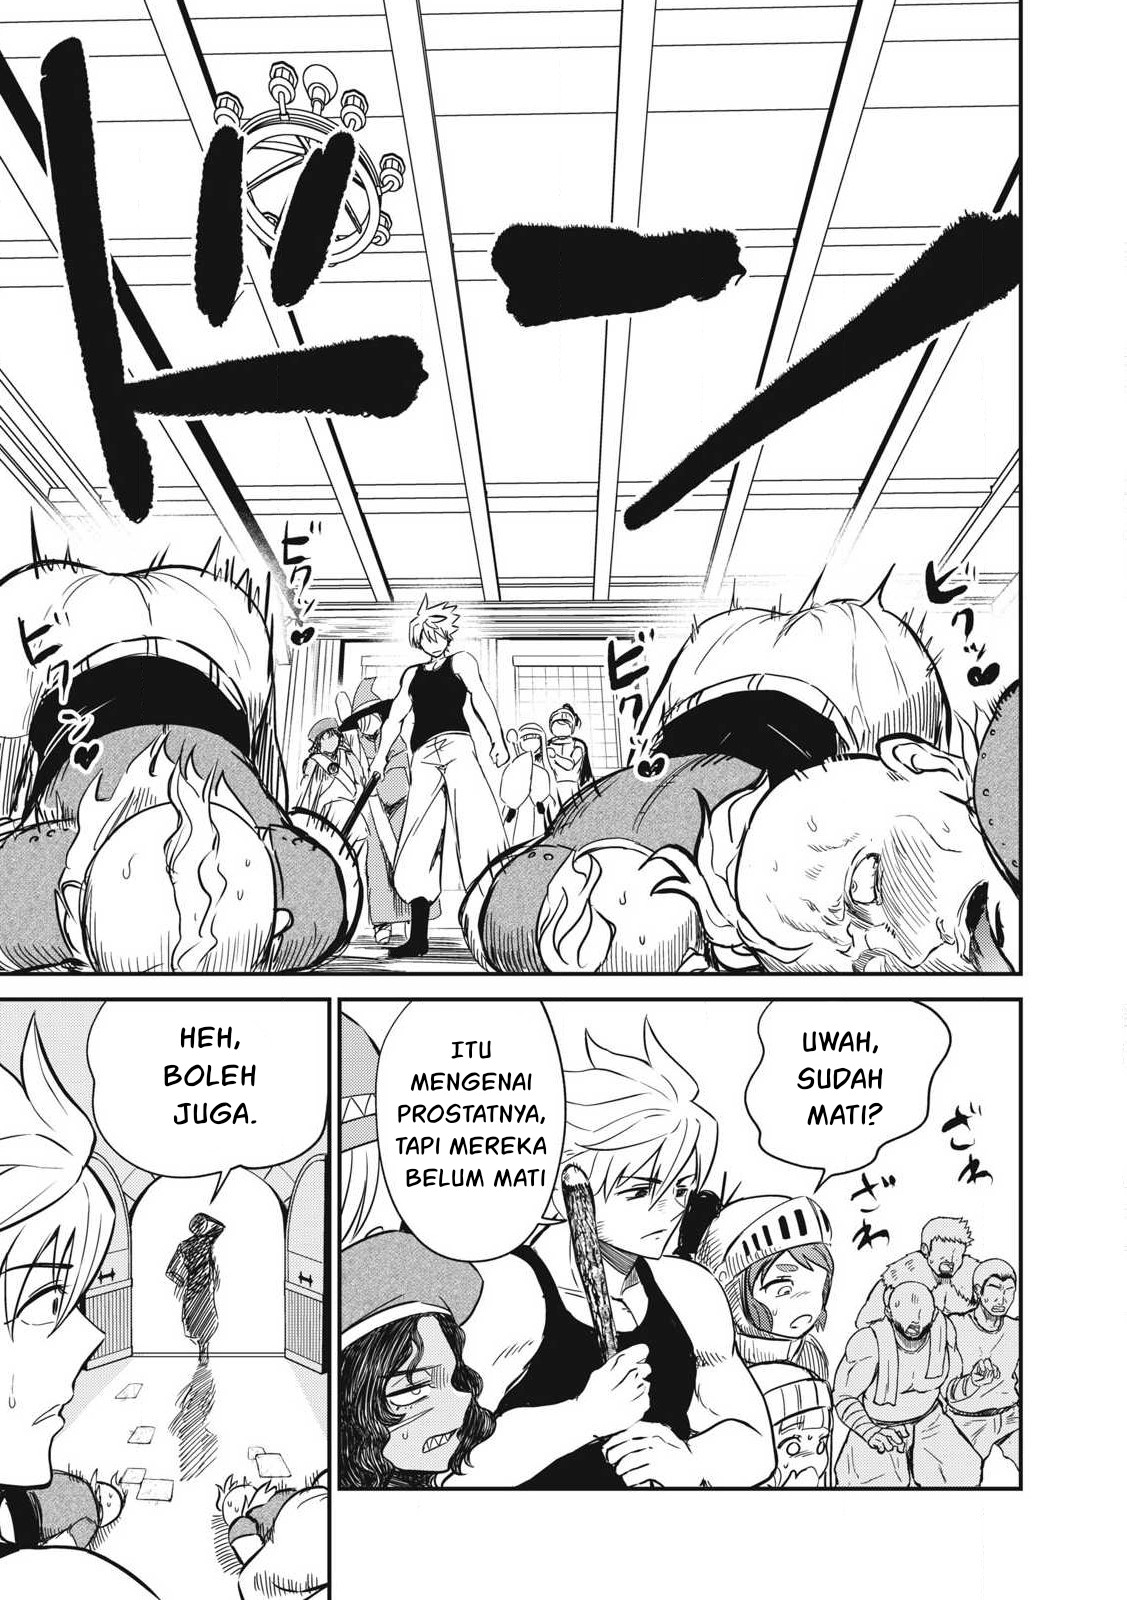 ドーン
ビクッ
ビクッ
ビクッ
ビクッ
UWAH,
SUDAH
MATI?
ざわ
ざわ
ITU
MENGENAI
PROSTATNYA,
TAPI MEREKA
BELUM MATI
HEH,
BOLEH
JUGA.